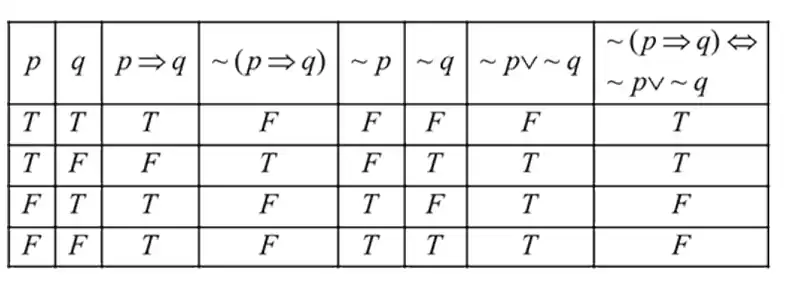 p q p ⇒ q ~ (p ⇒ q) ~ p ~ q ~ p∨ ~ q ~ (p ⇒ q) ⇔
~ p∨ ~ q
T T T F F F F T
T F F T F T T T
F T T F T F T F
F F T F T T T F